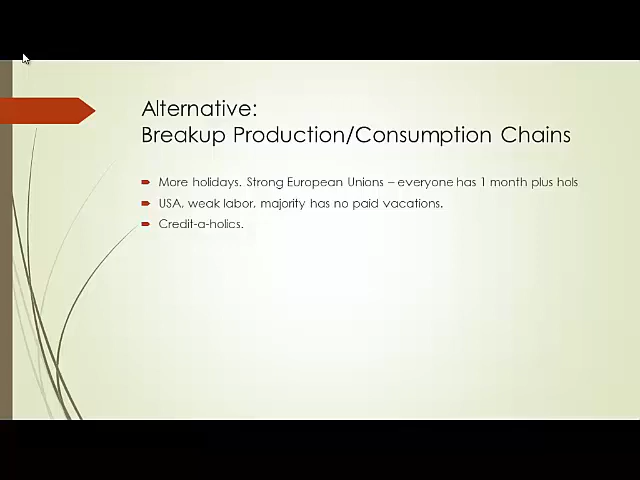 Alternative:
Breakup Production/Consumption Chains
More holidays. Strong European Unions – everyone has 1 month plus hols
USA, weak labor, majority has no paid vacations.
Credit-a-holics.